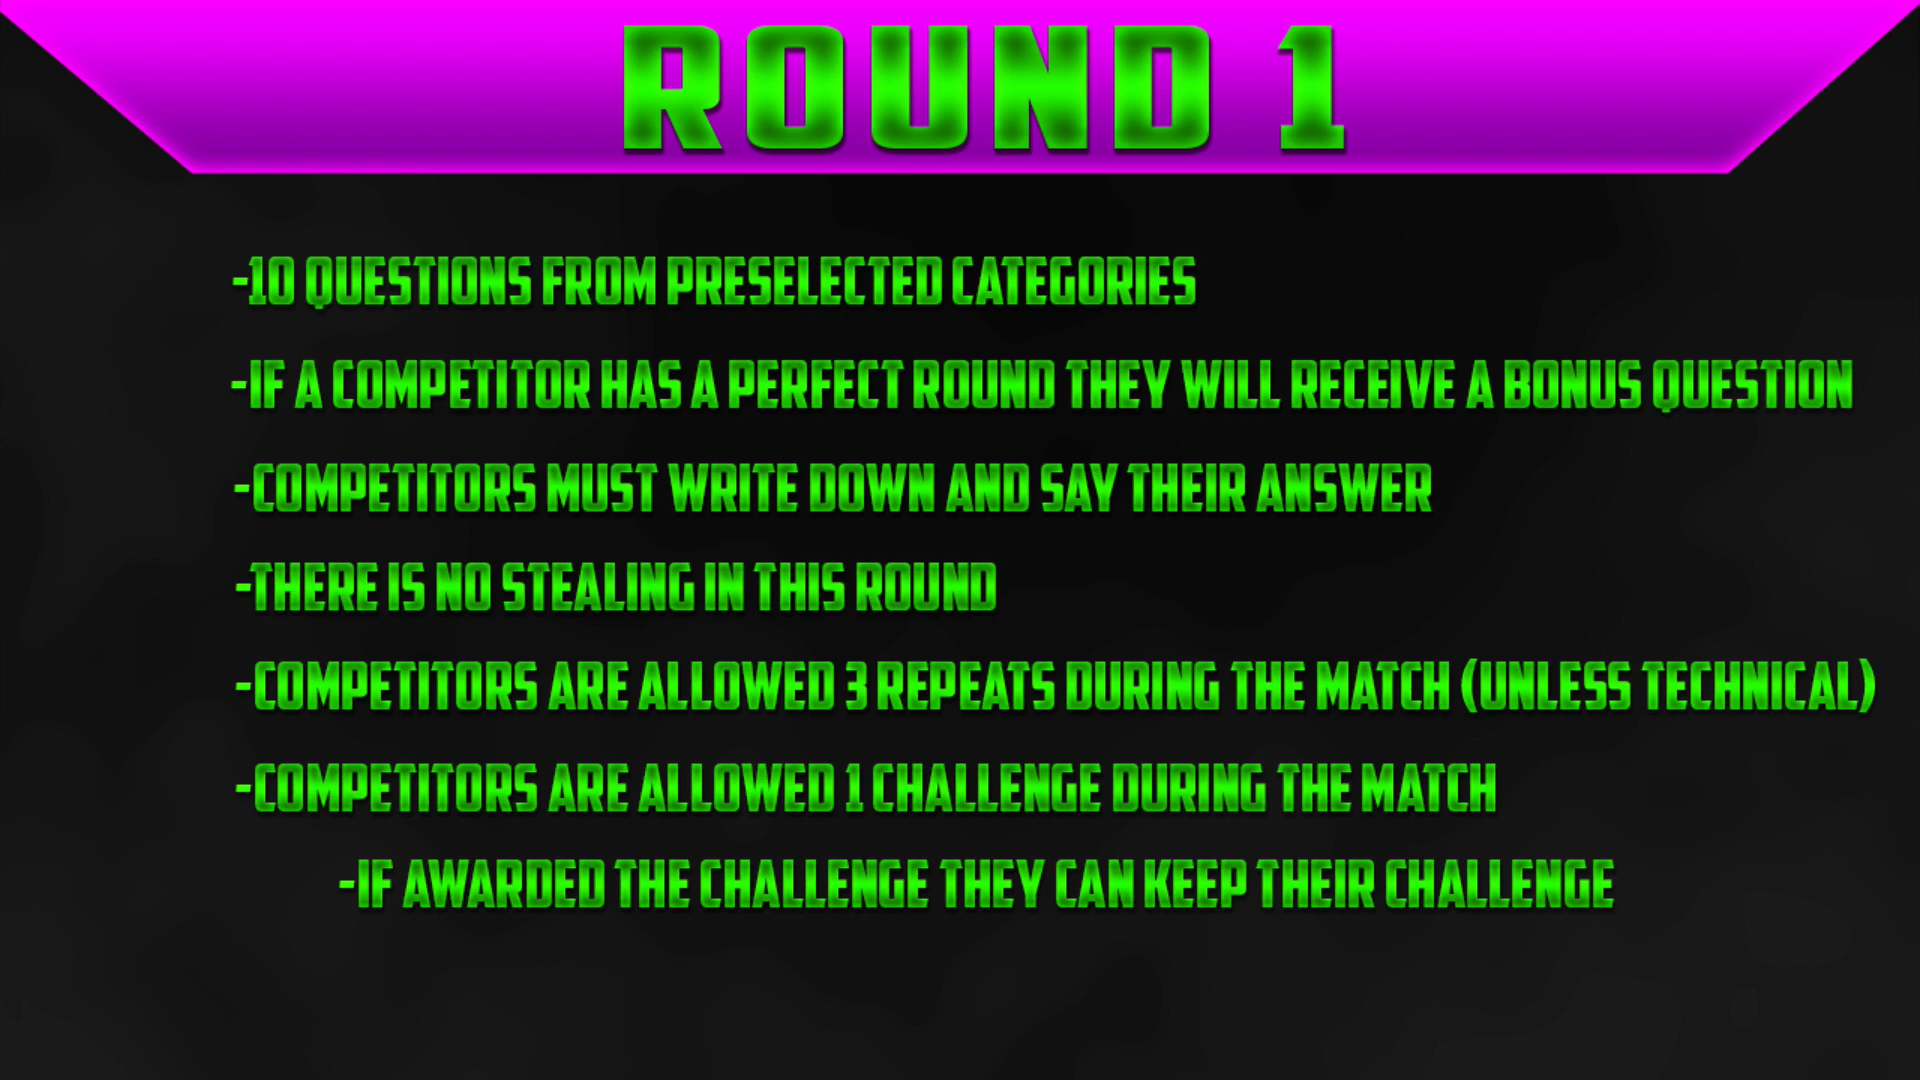 ROUND 1
-10 QUESTIONS FROM PRESELECTED CATEGORIES
-IF A COMPETITOR HAS A PERFECT ROUND THEY WILL RECEIVE A BONUS QUESTION
-COMPETITORS MUST WRITE DOWN AND SAY THEIR ANSWER
-THERE IS NO STEALING IN THIS ROUND
-COMPETITORS ARE ALLOWED 3 REPEATS DURING THE MATCH (UNLESS TECHNICAL)
-COMPETITORS ARE ALLOWED 1 CHALLENGE DURING THE MATCH
-IF AWARDED THE CHALLENGE THEY CAN KEEP THEIR CHALLENGE